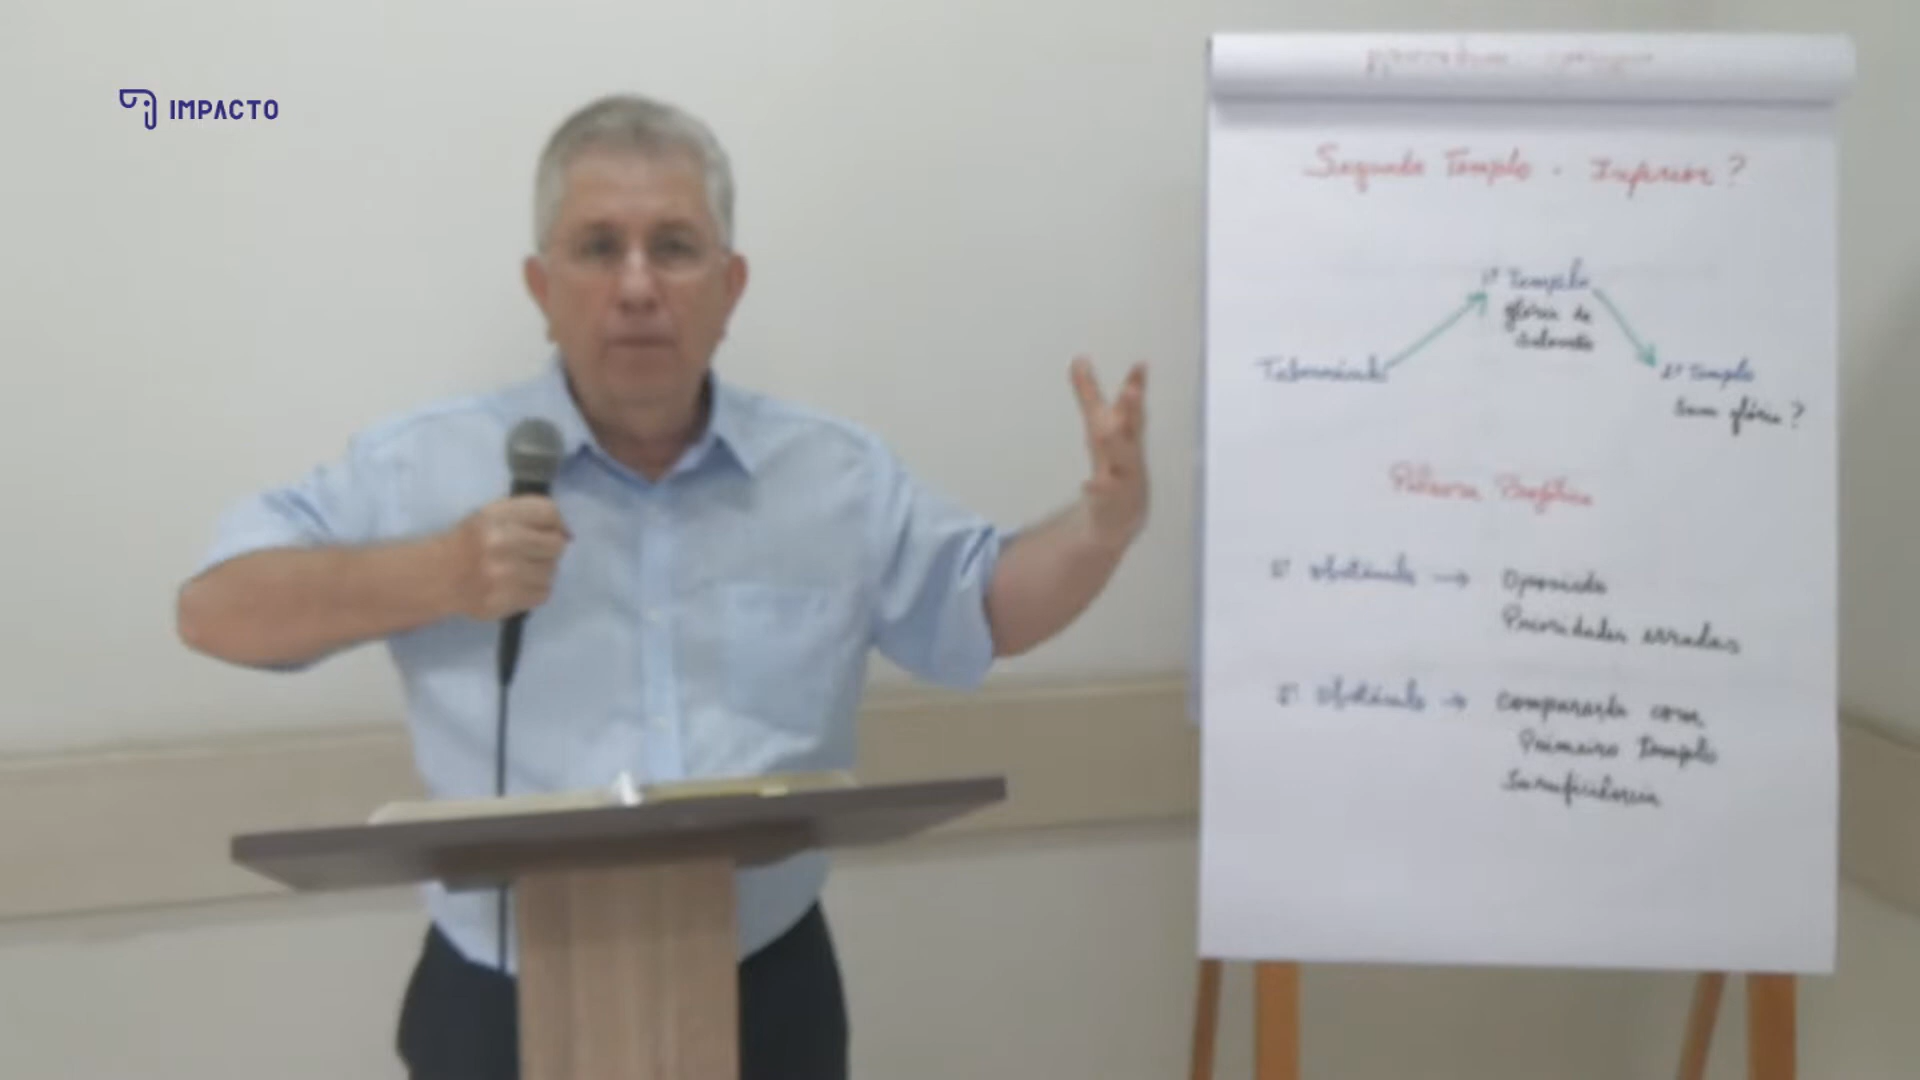 IMPACTO
Segundo Templo - Inferior?
1º Templo
glória de
Salomão
Tabernáculo
2º Templo
Sem glória?
Palavra Profética
1º obstáculo → Oposição
Prioridades erradas
2º obstáculo → Comparação com
Primeiro Templo
Insuficiência